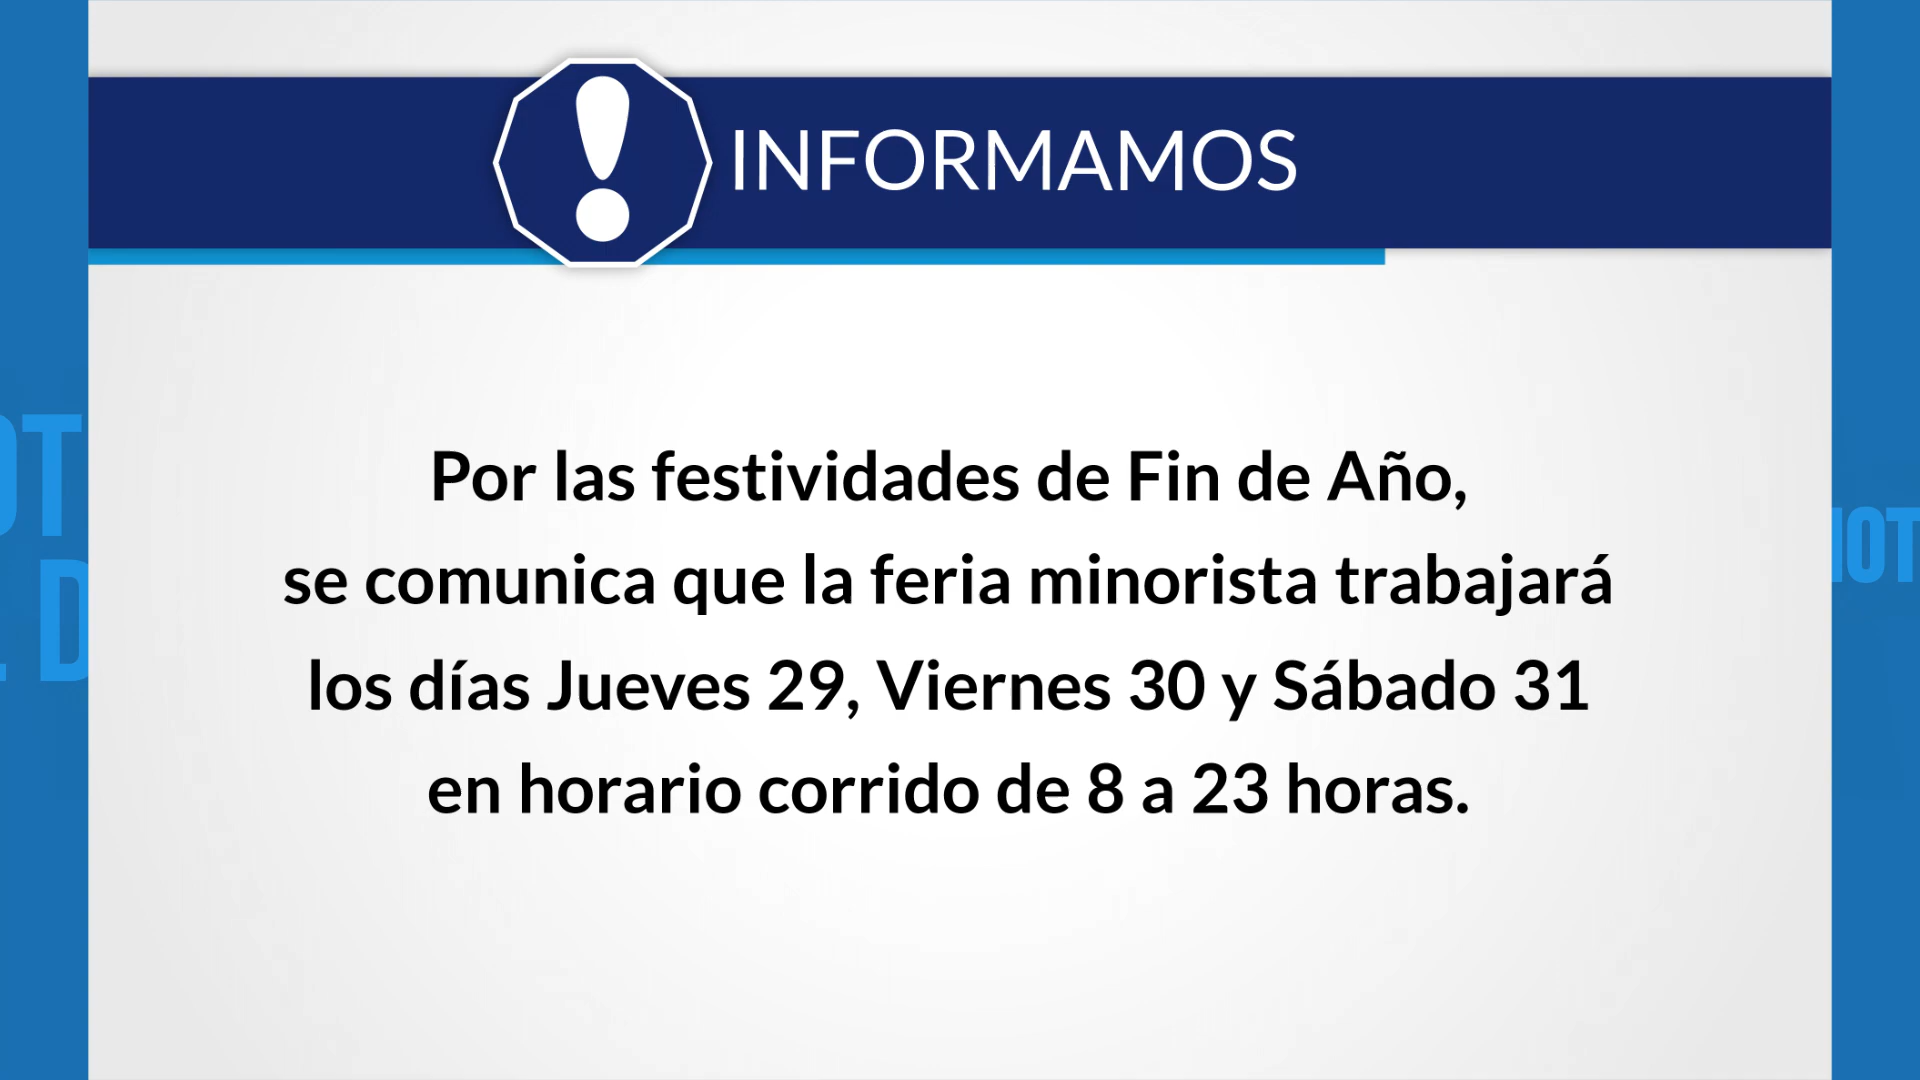 INFORMAMOS
Por las festividades de Fin de Año,
se comunica que la feria minorista trabajará
los días Jueves 29, Viernes 30 y Sábado 31
en horario corrido de 8 a 23 horas.